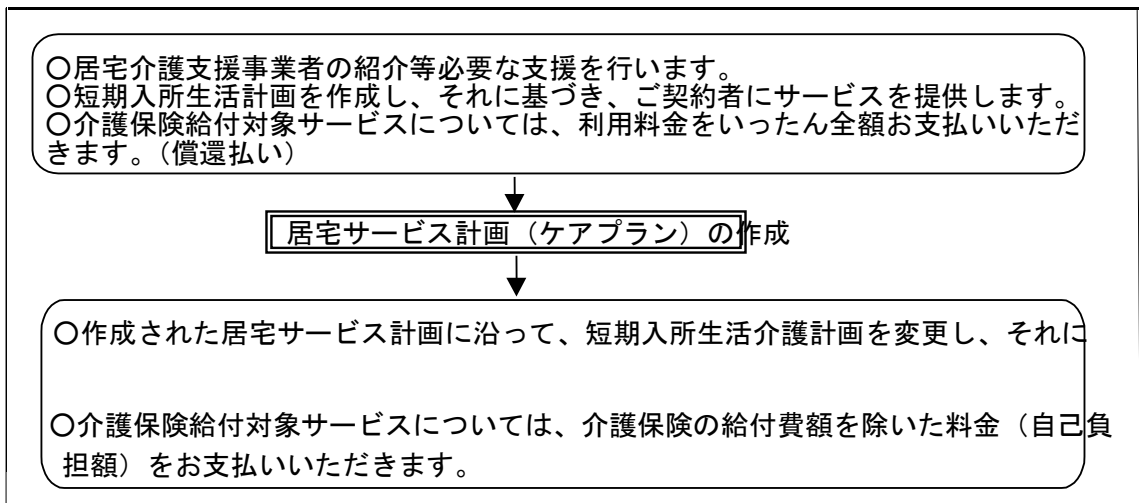 〇居宅介護支援事業者の紹介等必要な支援を行います。
〇短期入所生活計画を作成し、それに基づき、ご契約者にサービスを提供します。
〇介護保険給付対象サービスについては、利用料金をいったん全額お支払いいただ
きます。（償還払い）
居宅サービス計画（ケアプラン）の作成
〇作成された居宅サービス計画に沿って、短期入所生活介護計画を変更し、それに
〇介護保険給付対象サービスについては、介護保険の給付費額を除いた料金（自己負
担額）をお支払いいただきます。